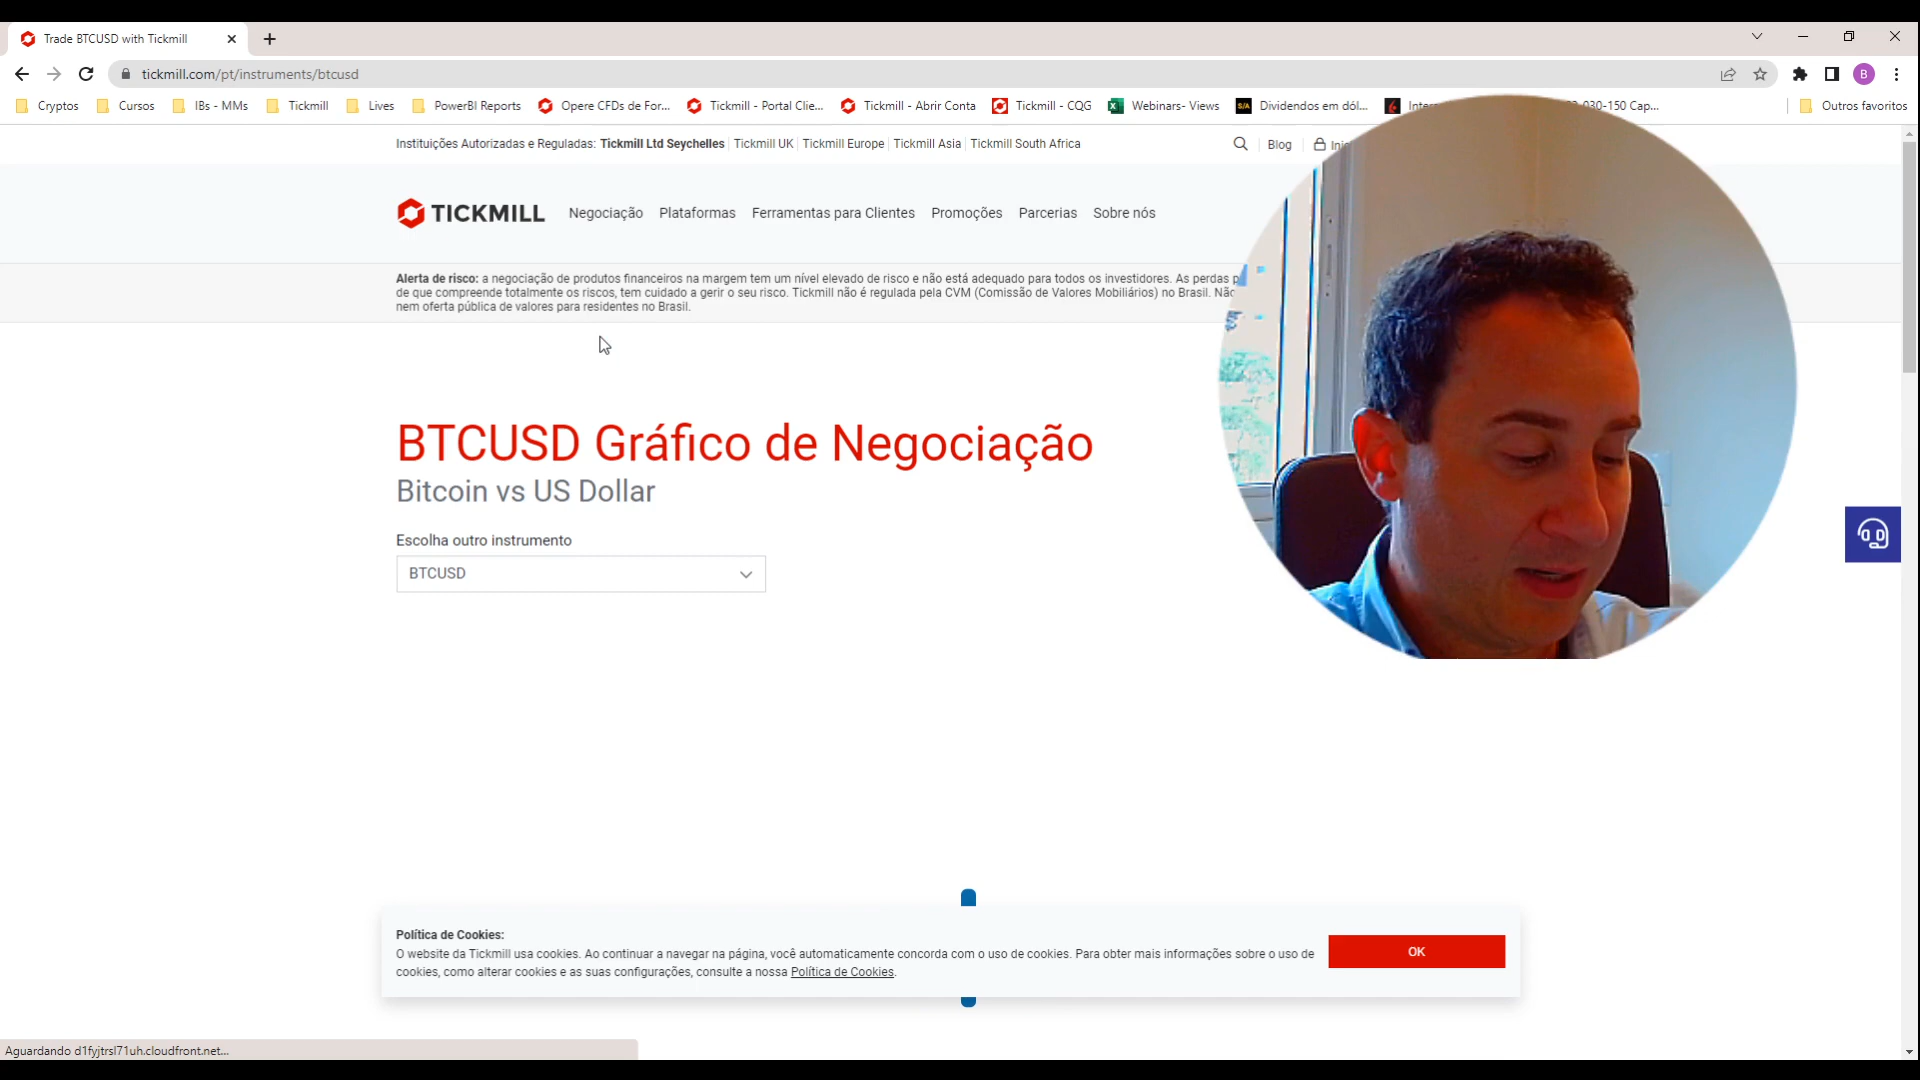 Trade BTCUSD with Tickmill
tickmill.com/pt/instruments/btcusd
B
Cryptos Cursos IBs - MMs Tickmill Lives PowerBI Reports Opere CFDs de For... Tickmill - Portal Clie... Tickmill - Abrir Conta Tickmill - CQG Webinars- Views Dividendos em dól... Cap... Outros favoritos
Instituições Autorizadas e Reguladas: Tickmill Ltd Seychelles Tickmill UK Tickmill Europe Tickmill Asia Tickmill South Africa Blog
TICKMILL Negociação Plataformas Ferramentas para Clientes Promoções Parcerias Sobre nós
Alerta de risco: a negociação de produtos financeiros na margem tem um nível elevado de risco e não está adequado para todos os investidores. As perdas
de que compreende totalmente os riscos, tem cuidado a gerir o seu risco. Tickmill não é regulada pela CVM (Comissão de Valores Mobiliários) no Brasil.
nem oferta pública de valores para residentes no Brasil.
BTCUSD Gráfico de Negociação
Bitcoin vs US Dollar
Escolha outro instrumento
BTCUSD
Política de Cookies:
O website da Tickmill usa cookies. Ao continuar a navegar na página, você automaticamente concorda com o uso de cookies. Para obter mais informações sobre o uso de
cookies, como alterar cookies e as suas configurações, consulte a nossa Política de Cookies.
OK
Aguardando d1fyjtrsl71uh.cloudfront.net...